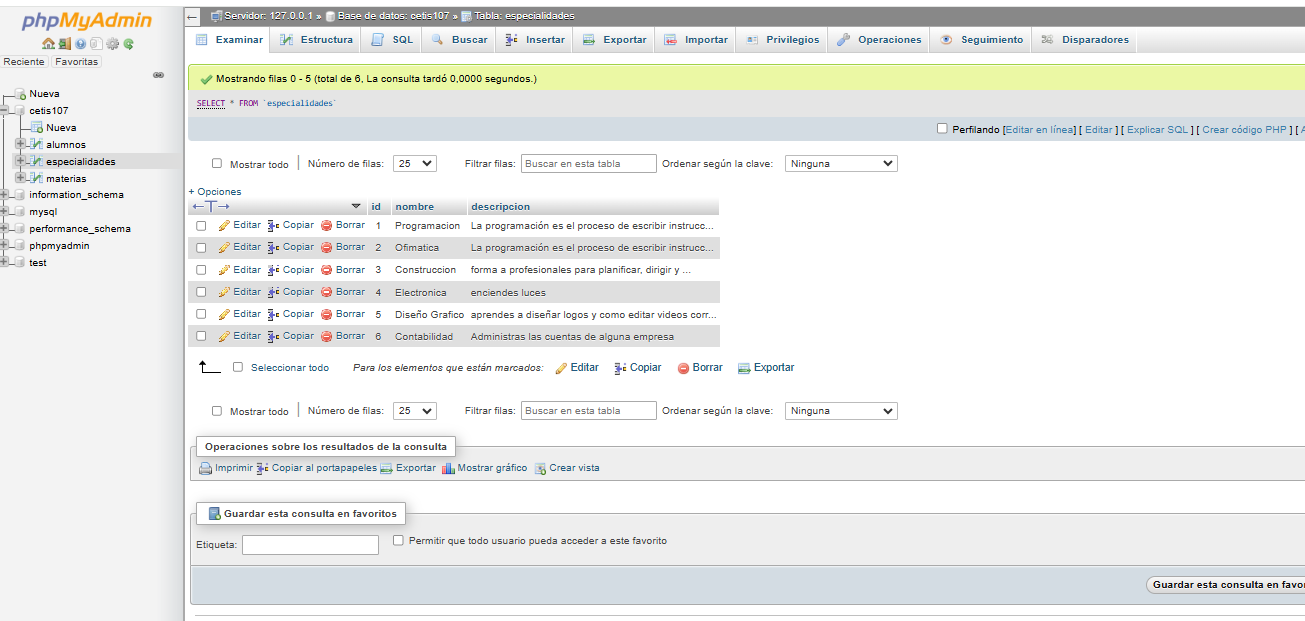 phpMyAdmin
Reciente Favoritas
Nueva
cetis107
Nueva
alumnos
especialidades
materias
information_schema
mysql
performance_schema
phpmyadmin
test
Servidor: 127.0.0.1 » Base de datos: cetis107 » Tabla: especialidades
Examinar Estructura SQL Buscar Insertar Exportar Importar Privilegios Operaciones Seguimiento Disparadores
Mostrando filas 0 - 5 (total de 6, La consulta tardó 0,0000 segundos.)
SELECT * FROM `especialidades`
Perfilando [Editar en línea] [ Editar ] [ Explicar SQL ] [ Crear código PHP ] [
Mostrar todo Número de filas: 25 Filtrar filas: Buscar en esta tabla Ordenar según la clave: Ninguna
+ Opciones
←T→ id nombre descripcion
Editar Copiar Borrar 1 Programacion La programación es el proceso de escribir instrucc...
Editar Copiar Borrar 2 Ofimatica La programación es el proceso de escribir instrucc...
Editar Copiar Borrar 3 Construccion forma a profesionales para planificar, dirigir y ...
Editar Copiar Borrar 4 Electronica enciendes luces
Editar Copiar Borrar 5 Diseño Grafico aprendes a diseñar logos y como editar videos corr...
Editar Copiar Borrar 6 Contabilidad Administras las cuentas de alguna empresa
Seleccionar todo Para los elementos que están marcados: Editar Copiar Borrar Exportar
Mostrar todo Número de filas: 25 Filtrar filas: Buscar en esta tabla Ordenar según la clave: Ninguna
Operaciones sobre los resultados de la consulta
Imprimir Copiar al portapapeles Exportar Mostrar gráfico Crear vista
Guardar esta consulta en favoritos
Etiqueta: Permitir que todo usuario pueda acceder a este favorito
Guardar esta consulta en favor